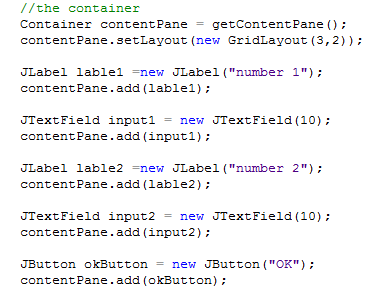 //the container
Container contentPane = getContentPane();
contentPane.setLayout(new GridLayout(3,2));
JLabel lable1 =new JLabel("number 1");
contentPane.add(lable1);
JTextField input1 = new JTextField(10);
contentPane.add(input1);
JLabel lable2 =new JLabel("number 2");
contentPane.add(lable2);
JTextField input2 = new JTextField(10);
contentPane.add(input2);
JButton okButton = new JButton("OK");
contentPane.add(okButton);